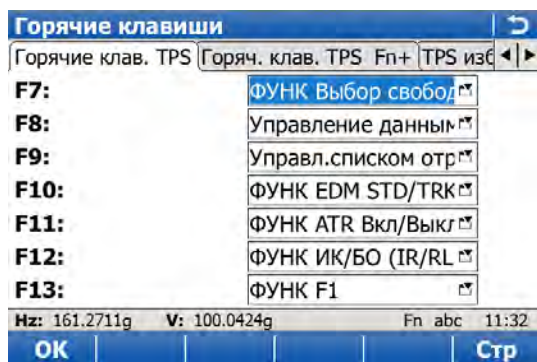 Горячие клавиши
Горячие клав. TPS Горяч. клав. TPS Fn+ TPS изб
F7: ФУНК Выбор свобод
F8: Управление данным
F9: Управл.списком отр
F10: ФУНК EDM STD/TRK
F11: ФУНК ATR Вкл/Выкл
F12: ФУНК ИК/БО (IR/RL
F13: ФУНК F1
Hz: 161.2711g V: 100.0424g Fn abc 11:32
OK Стр